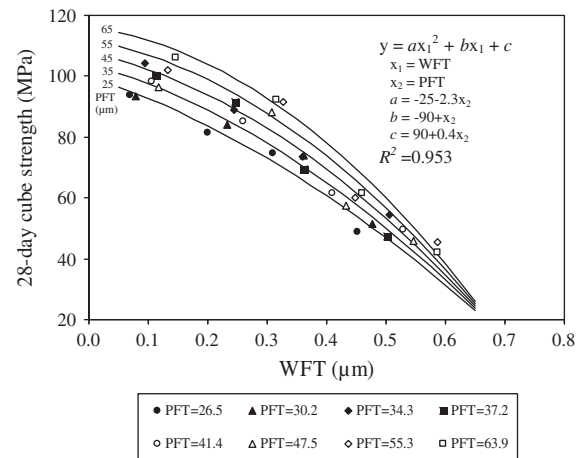 120
100
80
60
40
20
28-day cube strength (MPa)
65
55
45
35
25
PFT
(μm)
y = ax₁² + bx₁ + c
x₁ = WFT
x₂ = PFT
a = -25-2.3x₂
b = -90+x₂
c = 90+0.4x₂
R² =0.953
0.0 0.1 0.2 0.3 0.4 0.5 0.6 0.7 0.8
WFT (μm)
PFT=26.5 PFT=30.2 PFT=34.3 PFT=37.2
PFT=41.4 PFT=47.5 PFT=55.3 PFT=63.9